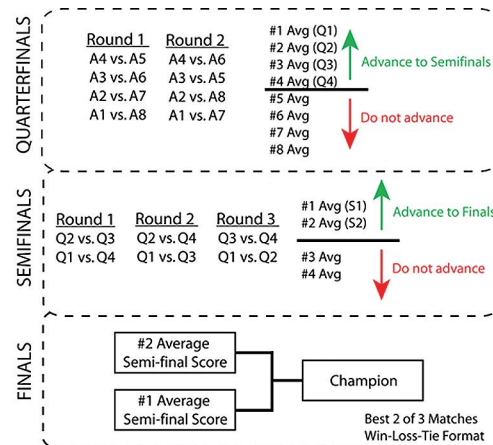 QUARTERFINALS
Round 1
A4 vs. A5
A3 vs. A6
A2 vs. A7
A1 vs. A8
Round 2
A4 vs. A6
A3 vs. A5
A2 vs. A8
A1 vs. A7
#1 Avg (Q1)
#2 Avg (Q2)
#3 Avg (Q3)
#4 Avg (Q4)
#5 Avg
#6 Avg
#7 Avg
#8 Avg
Advance to Semifinals
Do not advance
SEMIFINALS
Round 1
Q2 vs. Q3
Q1 vs. Q4
Round 2
Q2 vs. Q4
Q1 vs. Q3
Round 3
Q3 vs. Q4
Q1 vs. Q2
#1 Avg (S1)
#2 Avg (S2)
#3 Avg
#4 Avg
Advance to Finals
Do not advance
FINALS
#2 Average
Semi-final Score
#1 Average
Semi-final Score
Champion
Best 2 of 3 Matches
Win-Loss-Tie Format